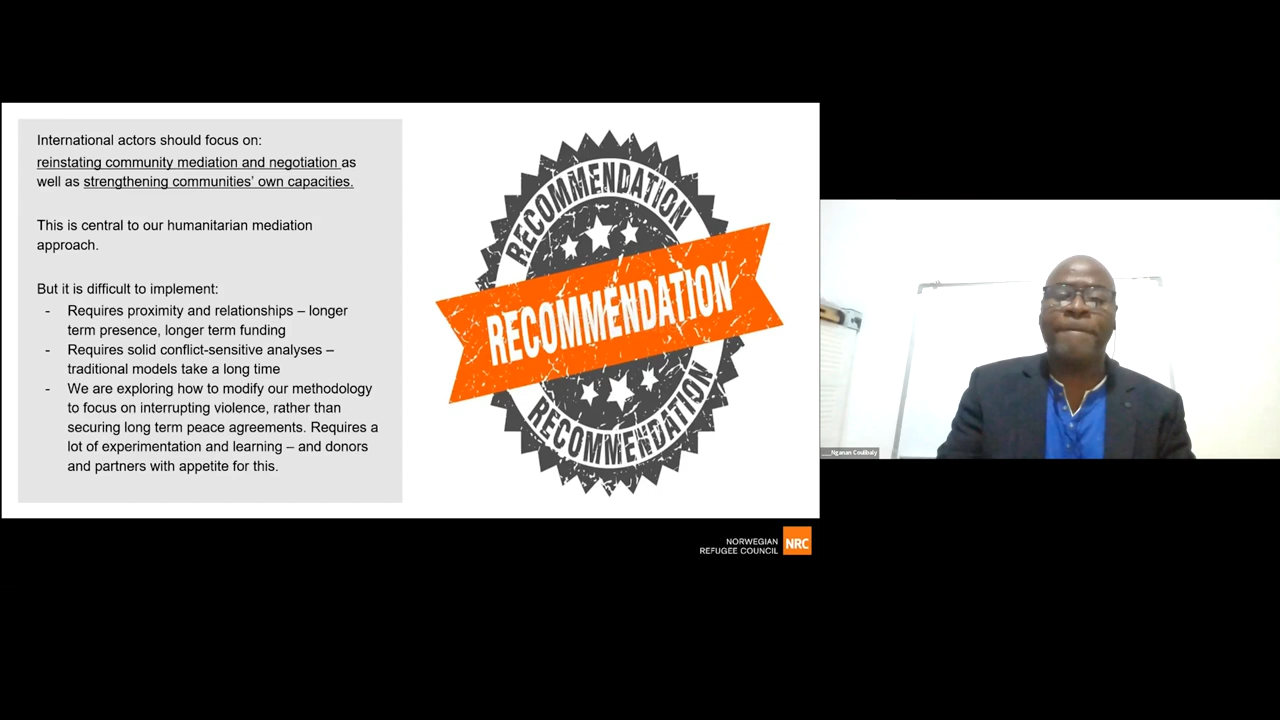 International actors should focus on:
reinstating community mediation and negotiation as
well as strengthening communities’ own capacities.
This is central to our humanitarian mediation
approach.
But it is difficult to implement:
- Requires proximity and relationships – longer
term presence, longer term funding
- Requires solid conflict-sensitive analyses –
traditional models take a long time
- We are exploring how to modify our methodology
to focus on interrupting violence, rather than
securing long term peace agreements. Requires a
lot of experimentation and learning – and donors
and partners with appetite for this.
RECOMMENDATION
RECOMMENDATION
RECOMMENDATION
NORWEGIAN
REFUGEE COUNCIL
NRC
___Nganan Coulibaly